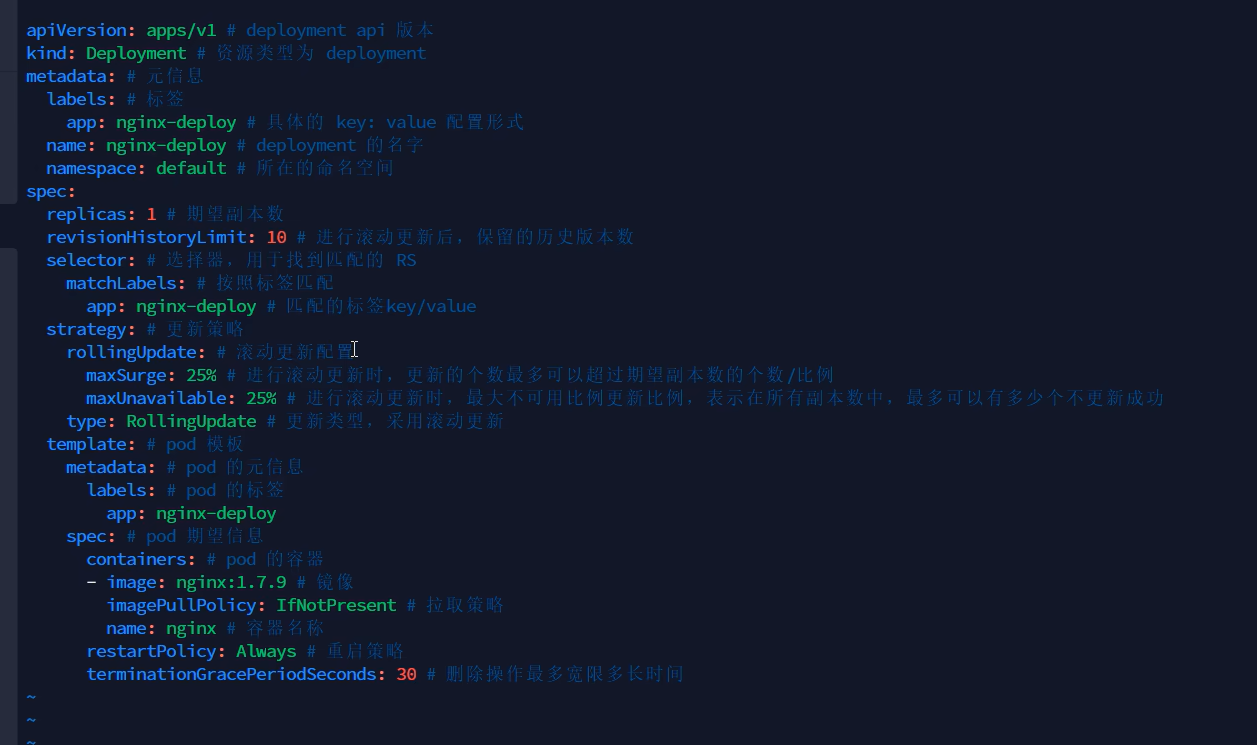 apiVersion: apps/v1 # deployment api 版本
kind: Deployment # 资源类型为 deployment
metadata: # 元信息
  labels: # 标签
    app: nginx-deploy # 具体的 key: value 配置形式
  name: nginx-deploy # deployment 的名字
  namespace: default # 所在的命名空间
spec:
  replicas: 1 # 期望副本数
  revisionHistoryLimit: 10 # 进行滚动更新后，保留的历史版本数
  selector: # 选择器，用于找到匹配的 RS
    matchLabels: # 按照标签匹配
      app: nginx-deploy # 匹配的标签key/value
  strategy: # 更新策略
    rollingUpdate: # 滚动更新配置
      maxSurge: 25% # 进行滚动更新时，更新的个数最多可以超过期望副本数的个数/比例
      maxUnavailable: 25% # 进行滚动更新时，最大不可用比例更新比例，表示在所有副本数中，最多可以有多少个不更新成功
    type: RollingUpdate # 更新类型，采用滚动更新
  template: # pod 模板
    metadata: # pod 的元信息
      labels: # pod 的标签
        app: nginx-deploy
    spec: # pod 期望信息
      containers: # pod 的容器
      - image: nginx:1.7.9 # 镜像
        imagePullPolicy: IfNotPresent # 拉取策略
        name: nginx # 容器名称
      restartPolicy: Always # 重启策略
      terminationGracePeriodSeconds: 30 # 删除操作最多宽限多长时间
~
~
~